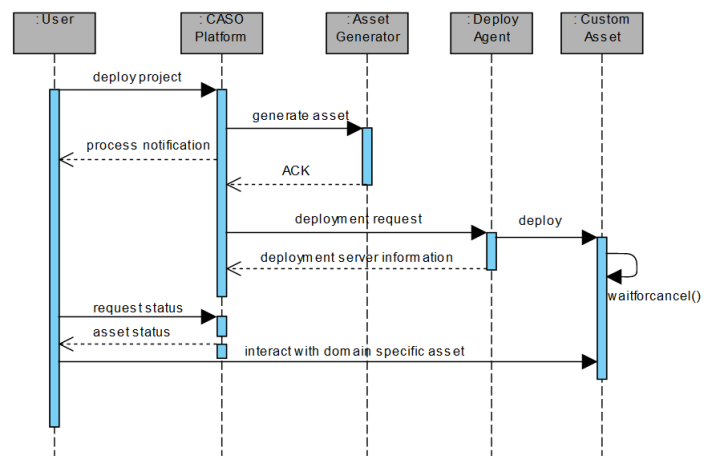 : User
: CASO
Platform
: Asset
Generator
: Deploy
Agent
: Custom
Asset
deploy project
generate asset
process notification
ACK
deployment request
deploy
deployment server information
waitforcancel()
request status
asset status
interact with domain specific asset